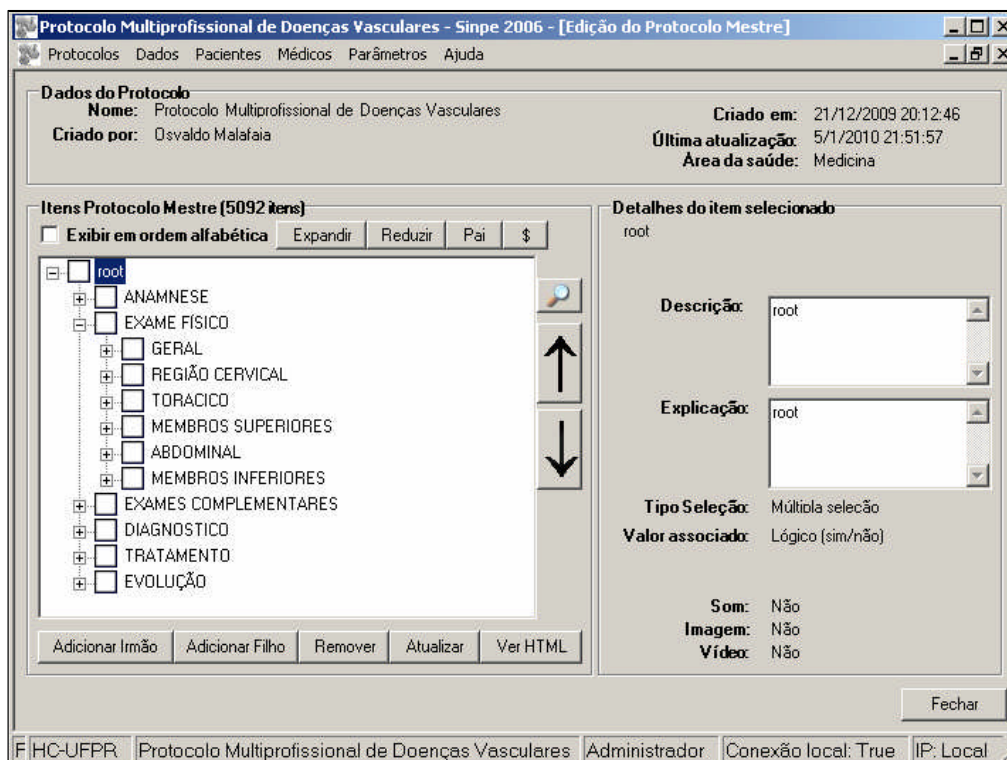 Protocolo Multiprofissional de Doenças Vasculares - Sinpe 2006 - [Edição do Protocolo Mestre]
Protocolos Dados Pacientes Médicos Parâmetros Ajuda
Dados do Protocolo
Nome: Protocolo Multiprofissional de Doenças Vasculares
Criado por: Osvaldo Malafaia
Criado em: 21/12/2009 20:12:46
Última atualização: 5/1/2010 21:51:57
Área da saúde: Medicina
Itens Protocolo Mestre (5092 itens)
Exibir em ordem alfabética Expandir Reduzir Pai $
root
ANAMNESE
EXAME FÍSICO
GERAL
REGIÃO CERVICAL
TORACICO
MEMBROS SUPERIORES
ABDOMINAL
MEMBROS INFERIORES
EXAMES COMPLEMENTARES
DIAGNOSTICO
TRATAMENTO
EVOLUÇÃO
Adicionar Irmão Adicionar Filho Remover Atualizar Ver HTML
Detalhes do item selecionado
root
Descrição: root
Explicação: root
Tipo Seleção: Múltipla selecão
Valor associado: Lógico (sim/não)
Som: Não
Imagem: Não
Vídeo: Não
Fechar
F HC-UFPR Protocolo Multiprofissional de Doenças Vasculares Administrador Conexão local: True IP: Local